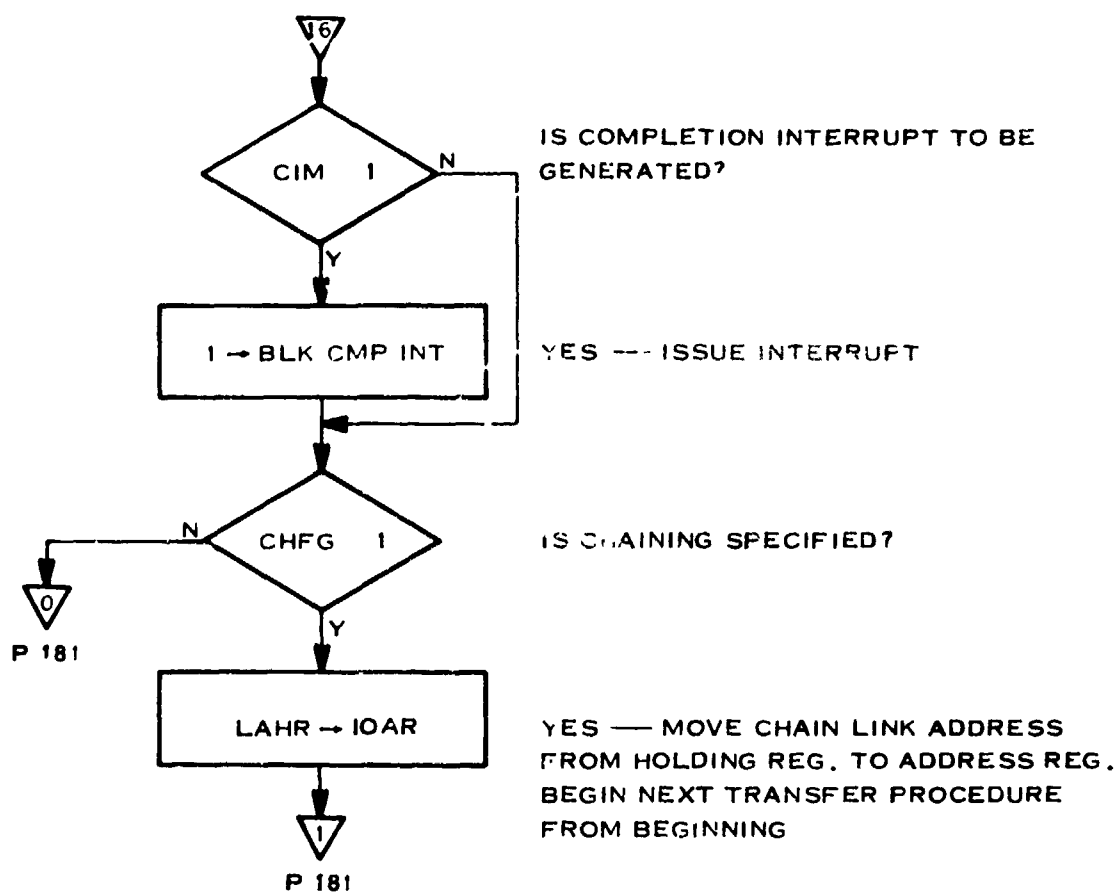 16
CIM 1
N
IS COMPLETION INTERRUPT TO BE
GENERATED?
Y
1 → BLK CMP INT
YES --- ISSUE INTERRUPT
N
CHFG 1
IS CHAINING SPECIFIED?
0
P 181
Y
LAHR → IOAR
YES — MOVE CHAIN LINK ADDRESS
FROM HOLDING REG. TO ADDRESS REG.
BEGIN NEXT TRANSFER PROCEDURE
FROM BEGINNING
1
P 181